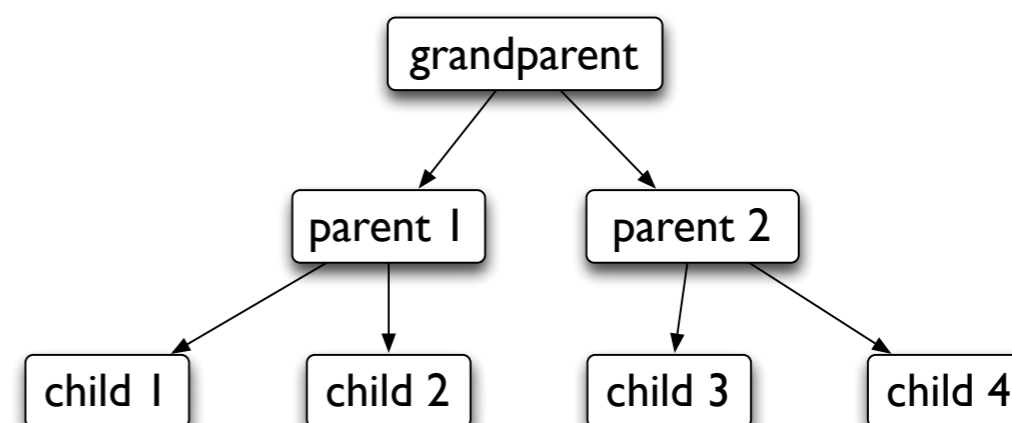 grandparent
parent 1
parent 2
child 1
child 2
child 3
child 4